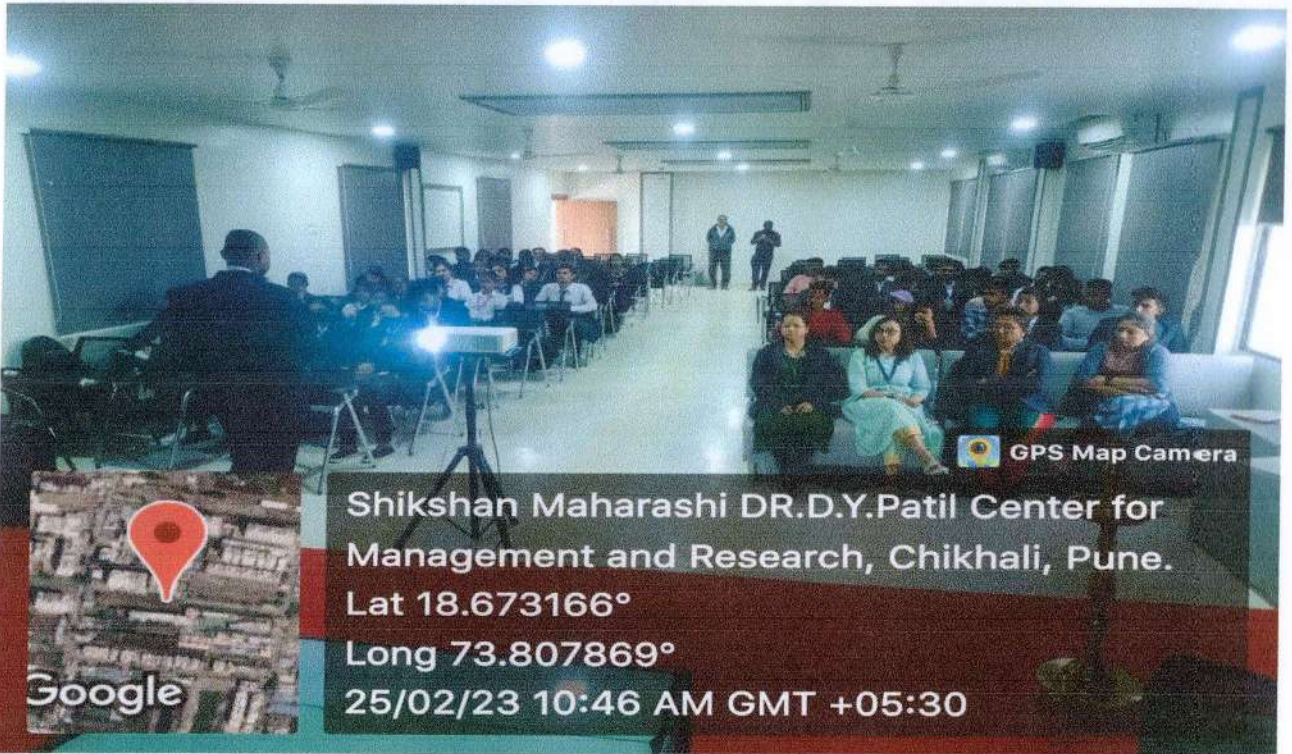 GPS Map Camera
Shikshan Maharashi DR.D.Y.Patil Center for
Management and Research, Chikhali, Pune.
Lat 18.673166°
Long 73.807869°
25/02/23 10:46 AM GMT +05:30
Google